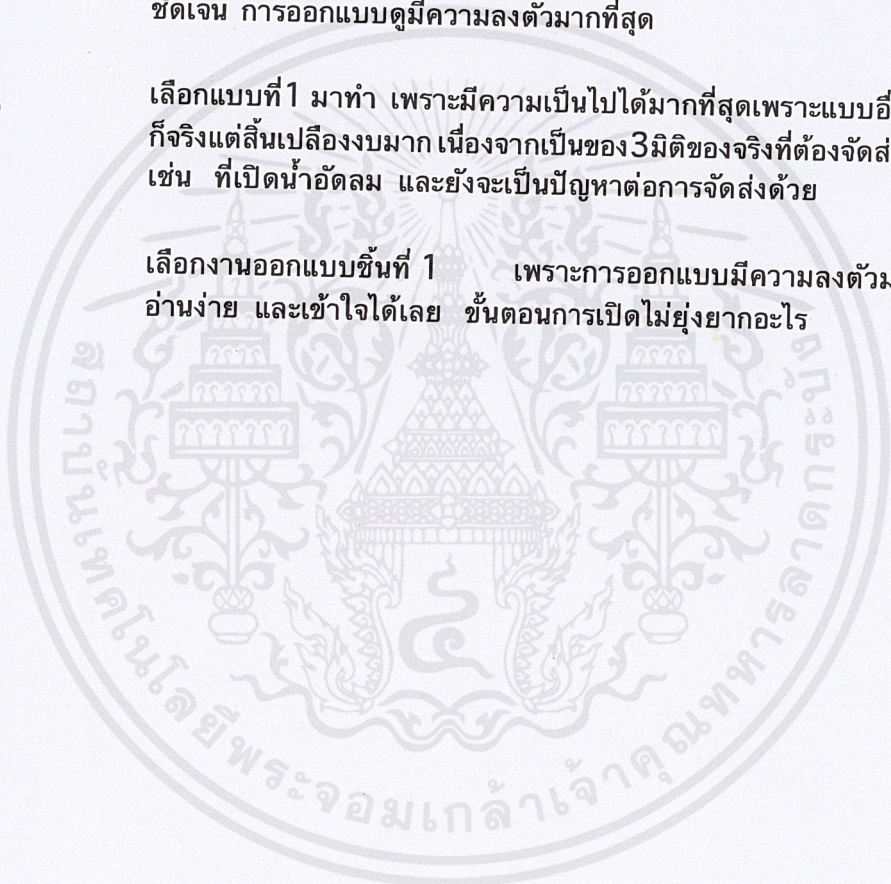 ชัดเจน การออกแบบดูมีความลงตัวมากที่สุด
เลือกแบบที่1 มาทำ เพราะมีความเป็นไปได้มากที่สุดเพราะแบบอื่
ก็จริงแต่สิ้นเปลืองงบมาก เนื่องจากเป็นของ3มิติของจริงที่ต้องจัดส่
เช่น ที่เปิดน้ำอัดลม และยังจะเป็นปัญหาต่อการจัดส่งด้วย
เลือกงานออกแบบชิ้นที่ 1 เพราะการออกแบบมีความลงตัวม
อ่านง่าย และเข้าใจได้เลย ขั้นตอนการเปิดไม่ยุ่งยากอะไร
สถาบันเทคโนโลยีพระจอมเกล้าเจ้าคุณทหารลาดกระบัง